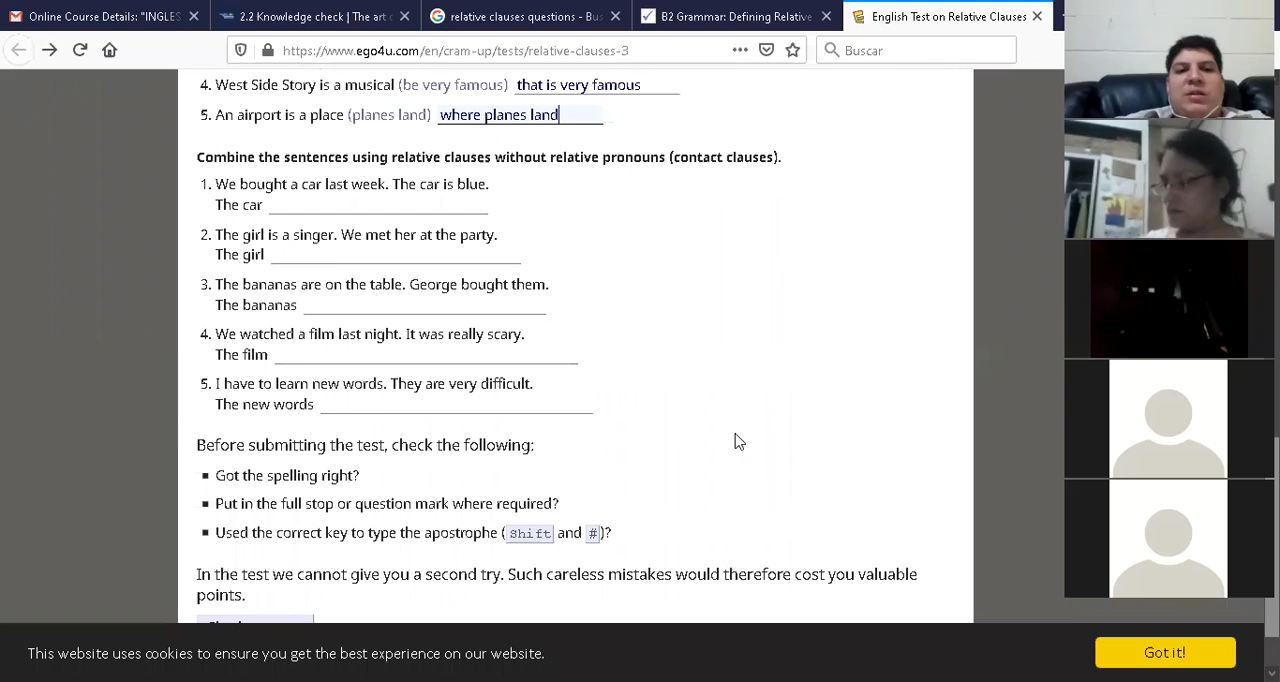 Online Course Details: "INGLES
2.2 Knowledge check | The art
relative clauses questions - Bus
B2 Grammar: Defining Relative
English Test on Relative Clauses
https://www.ego4u.com/en/cram-up/tests/relative-clauses-3
Buscar
4. West Side Story is a musical (be very famous) that is very famous
5. An airport is a place (planes land) where planes land
Combine the sentences using relative clauses without relative pronouns (contact clauses).
1. We bought a car last week. The car is blue.
The car
2. The girl is a singer. We met her at the party.
The girl
3. The bananas are on the table. George bought them.
The bananas
4. We watched a film last night. It was really scary.
The film
5. I have to learn new words. They are very difficult.
The new words
Before submitting the test, check the following:
Got the spelling right?
Put in the full stop or question mark where required?
Used the correct key to type the apostrophe (Shift and #)?
In the test we cannot give you a second try. Such careless mistakes would therefore cost you valuable
points.
This website uses cookies to ensure you get the best experience on our website.
Got it!